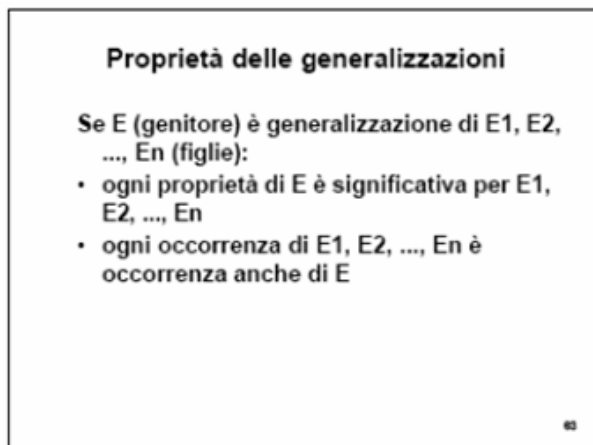 Proprietà delle generalizzazioni
Se E (genitore) è generalizzazione di E1, E2,
..., En (figlie):
• ogni proprietà di E è significativa per E1,
E2, ..., En
• ogni occorrenza di E1, E2, ..., En è
occorrenza anche di E
63